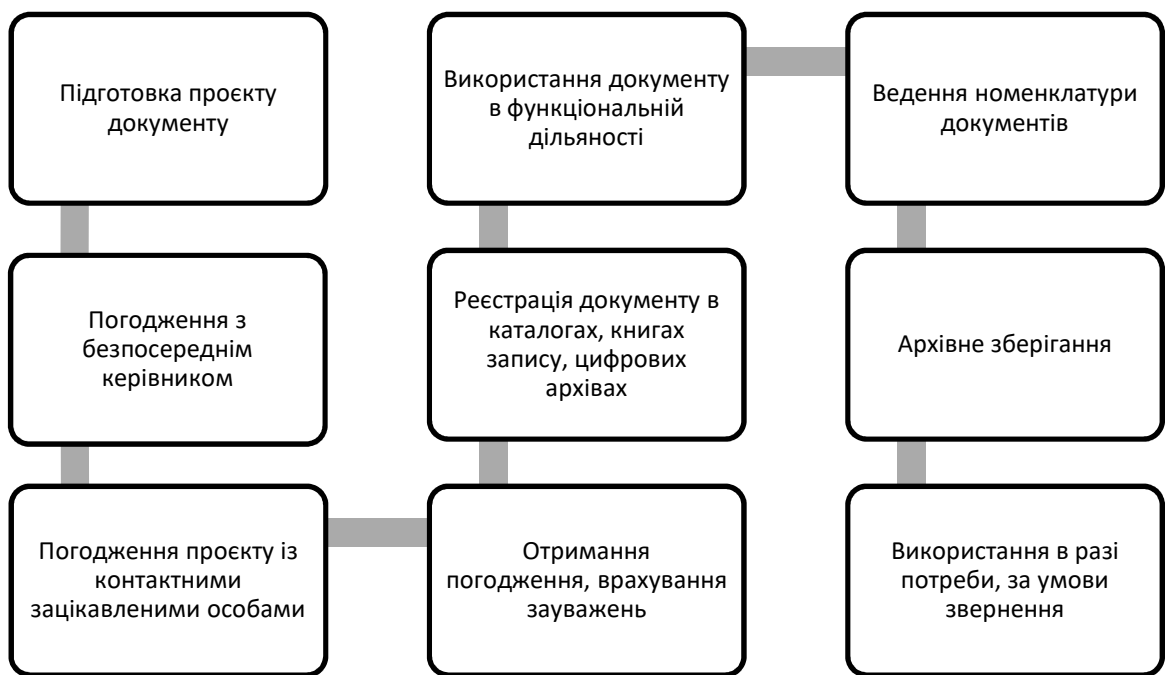 Підготовка проєкту
документу
Погодження з
безпосереднім
керівником
Погодження проєкту із
контактними
зацікавленими особами
Отримання
погодження, врахування
зауважень
Реєстрація документу в
каталогах, книгах
запису, цифрових
архівах
Використання документу
в функціональній
дільяності
Ведення номенклатури
документів
Архівне зберігання
Використання в разі
потреби, за умови
звернення